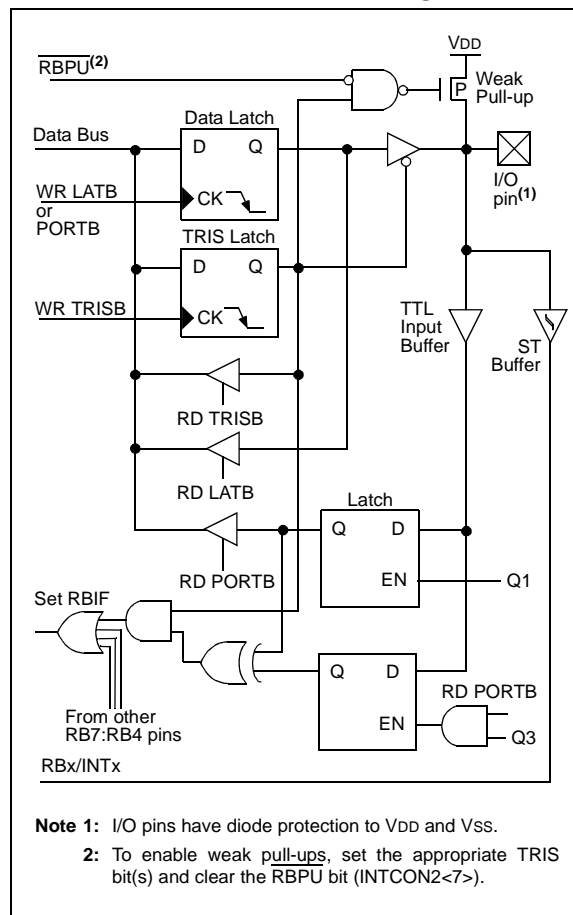 VDD
RBPU(2)
P
Weak
Pull-up
Data Latch
Data Bus
D Q
WR LATB
or
PORTB
CK
I/O
pin(1)
TRIS Latch
D Q
WR TRISB
CK
TTL
Input
Buffer
ST
Buffer
RD TRISB
RD LATB
Latch
Q D
RD PORTB
EN
Q1
Set RBIF
Q D
RD PORTB
EN
Q3
From other
RB7:RB4 pins
RBx/INTx
Note 1: I/O pins have diode protection to VDD and VSS.
2: To enable weak pull-ups, set the appropriate TRIS
bit(s) and clear the RBPU bit (INTCON2<7>).